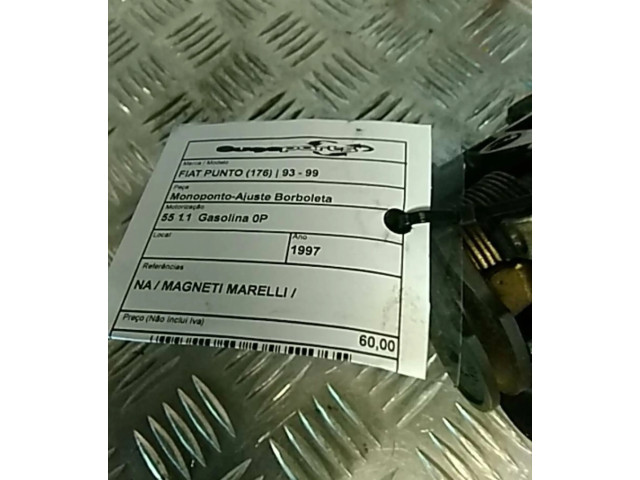 Marca / Modelo
FIAT PUNTO (176) | 93 - 99
Peça
Monoponto-Ajuste Borboleta
Motorização
55 1.1 Gasolina 0P
Local
Ano
1997
Referências
NA / MAGNETI MARELLI /
Preço (Não inclui Iva)
60,00